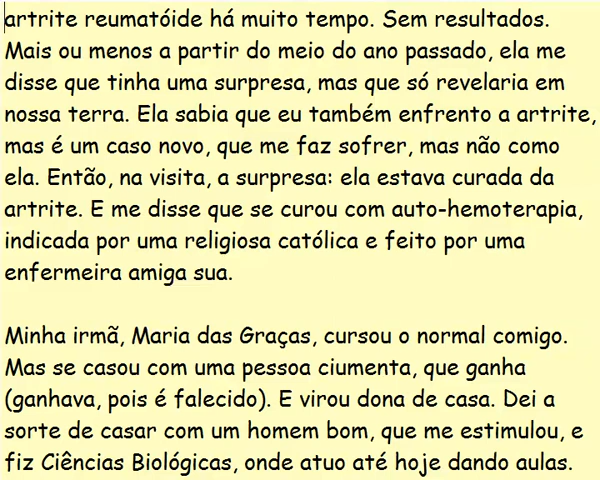 artrite reumatóide há muito tempo. Sem resultados.
Mais ou menos a partir do meio do ano passado, ela me
disse que tinha uma surpresa, mas que só revelaria em
nossa terra. Ela sabia que eu também enfrento a artrite,
mas é um caso novo, que me faz sofrer, mas não como
ela. Então, na visita, a surpresa: ela estava curada da
artrite. E me disse que se curou com auto-hemoterapia,
indicada por uma religiosa católica e feito por uma
enfermeira amiga sua.
Minha irmã, Maria das Graças, cursou o normal comigo.
Mas se casou com uma pessoa ciumenta, que ganha
(ganhava, pois é falecido). E virou dona de casa. Dei a
sorte de casar com um homem bom, que me estimulou, e
fiz Ciências Biológicas, onde atuo até hoje dando aulas.